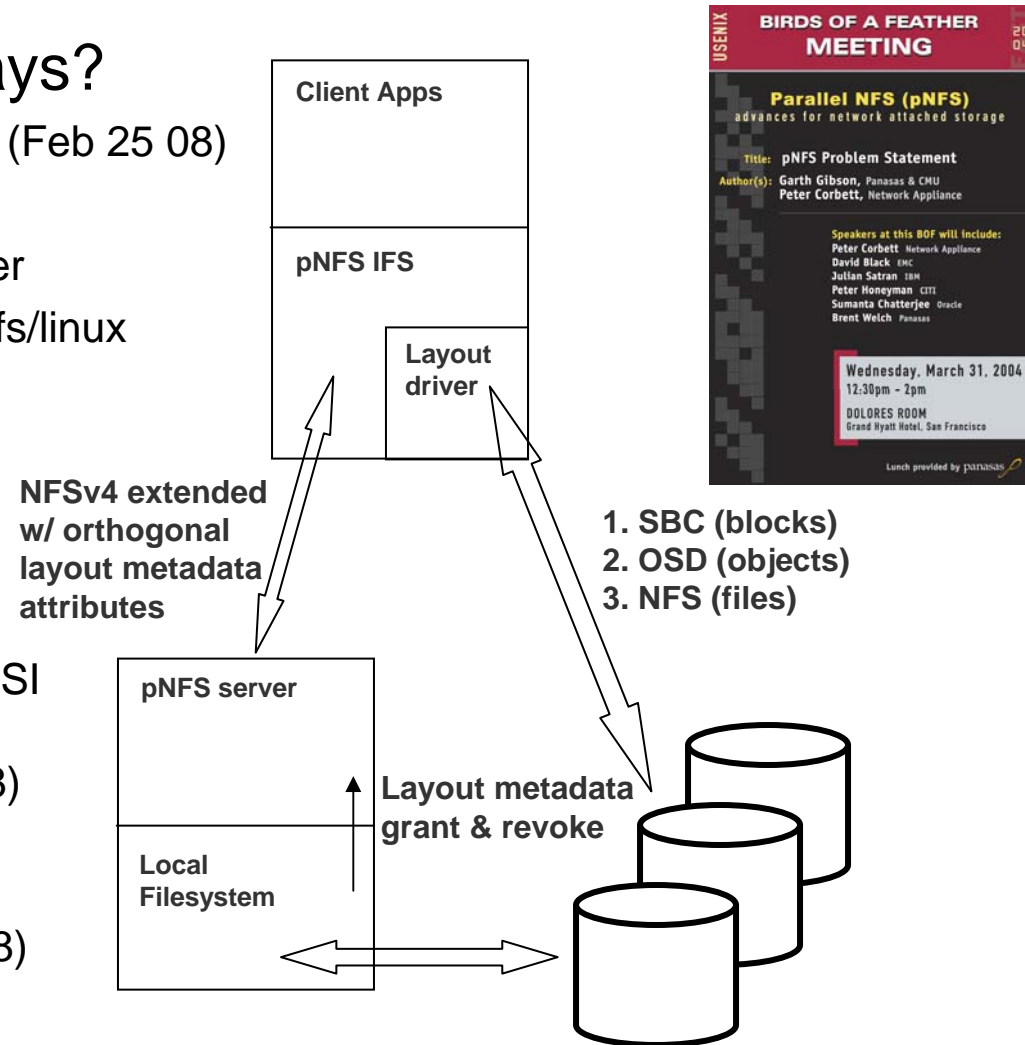 ays?
(Feb 25 08)
er
fs/linux
SI
8)
8)
Client Apps
pNFS IFS
Layout
driver
NFSv4 extended
w/ orthogonal
layout metadata
attributes
1. SBC (blocks)
2. OSD (objects)
3. NFS (files)
pNFS server
Layout metadata
grant & revoke
Local
Filesystem
USENIX
BIRDS OF A FEATHER
MEETING
Parallel NFS (pNFS)
advances for network attached storage
Title: pNFS Problem Statement
Author(s): Garth Gibson, Panasas & CMU
Peter Corbett, Network Appliance
Speakers at this BOF will include:
Peter Corbett Network Appliance
David Black EMC
Julian Satran IBM
Peter Honeyman CITI
Sumanta Chatterjee Oracle
Brent Welch Panasas
Wednesday, March 31, 2004
12:30pm - 2pm
DOLORES ROOM
Grand Hyatt Hotel, San Francisco
Lunch provided by panasas